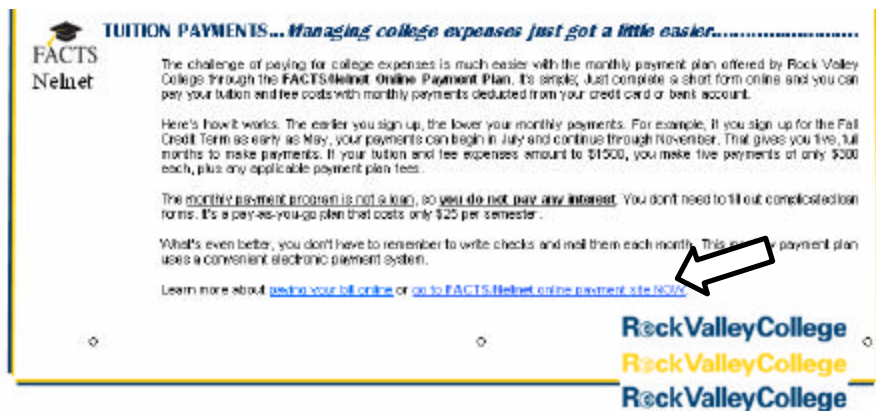 TUITION PAYMENTS...Managing college expenses just got a little easier..............................
FACTS
Nelnet
The challenge of paying for college expenses is much easier with the monthly payment plan offered by Rock Valley
College through the FACTS/Nelnet Online Payment Plan. It's simple; Just complete a short form online and you can
pay your tuition and fee costs with monthly payments deducted from your credit card or bank account.
Here's how it works. The earlier you sign up, the lower your monthly payments. For example, if you sign up for the Fall
Credit Term as early as May, your payments can begin in July and continue through November. That gives you five, full
months to make payments. If your tuition and fee expenses amount to $1500, you make five payments of only $300
each, plus any applicable payment plan fees.
The monthly payment program is not a loan, so you do not pay any interest. You don't need to fill out complicated loan
forms. It's a pay-as-you-go plan that costs only $25 per semester.
What's even better, you don't have to remember to write checks and mail them each month. This payment plan
uses a convenient electronic payment system.
Learn more about paying your bill online or go to FACTS/Nelnet online payment site NOW.
RockValleyCollege
RockValleyCollege
RockValleyCollege